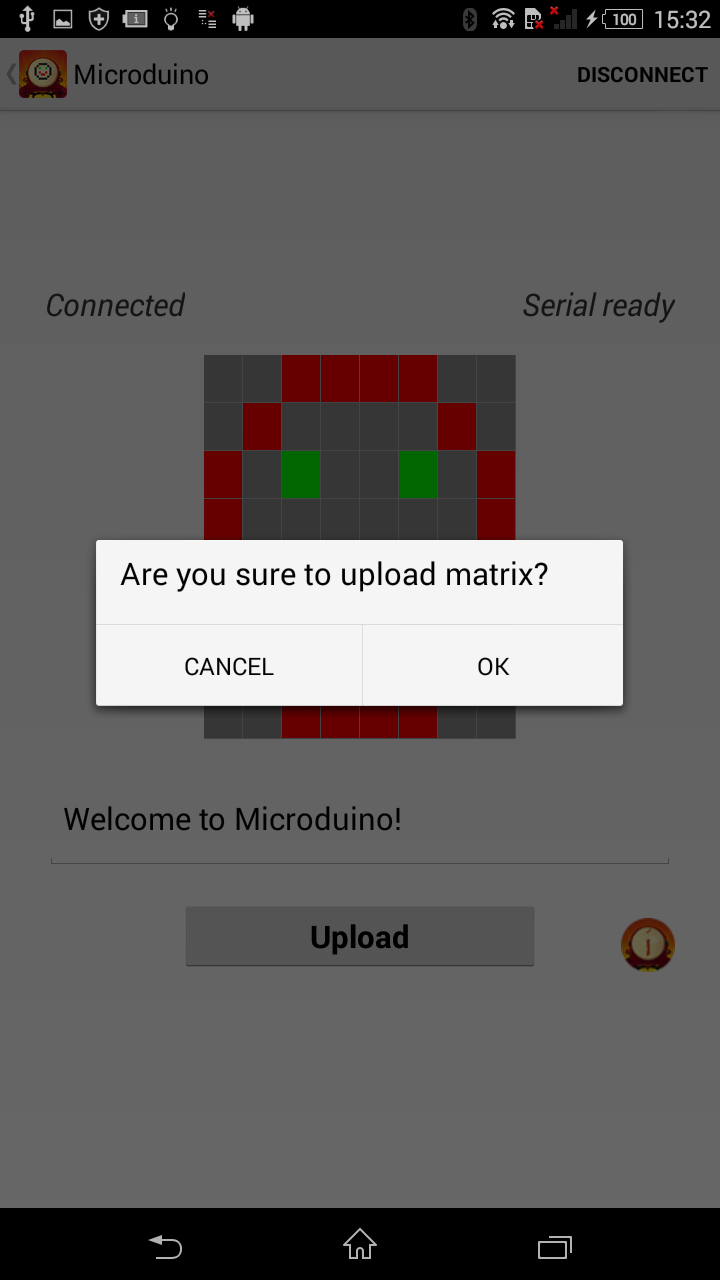 100 15:32
Microduino DISCONNECT
Connected Serial ready
Are you sure to upload matrix?
CANCEL OK
Welcome to Microduino!
Upload